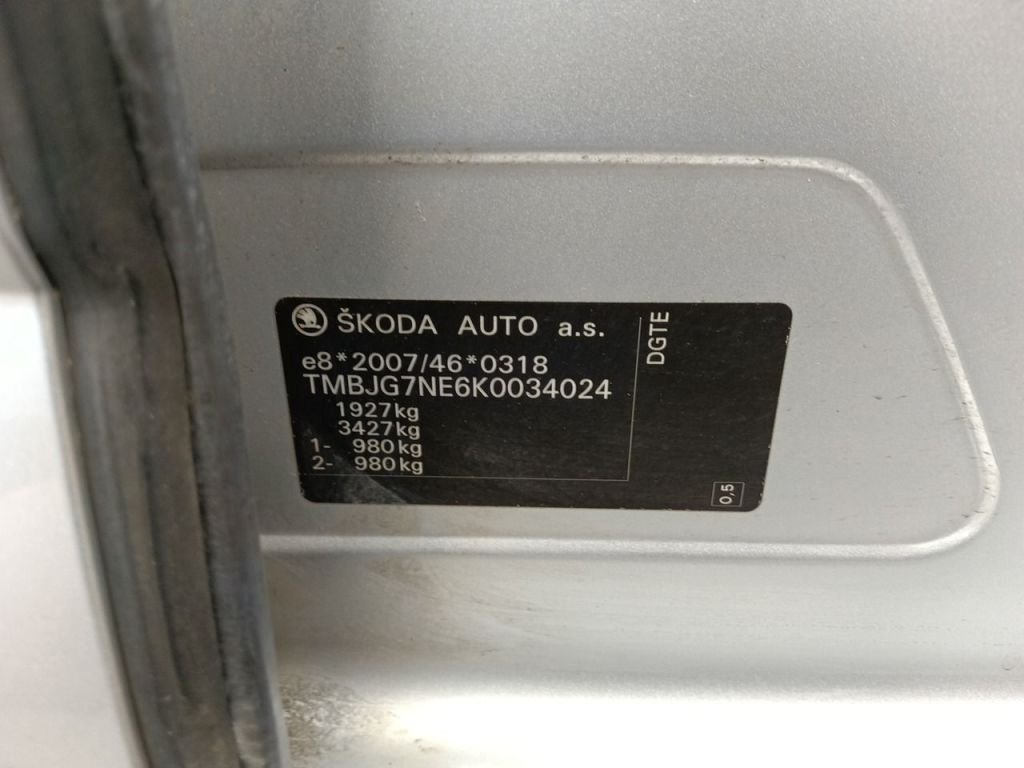 ŠKODA AUTO a.s.
e8*2007/46*0318
TMBJG7NE6K0034024
1927kg
3427kg
1- 980kg
2- 980kg
DGTE
0,5